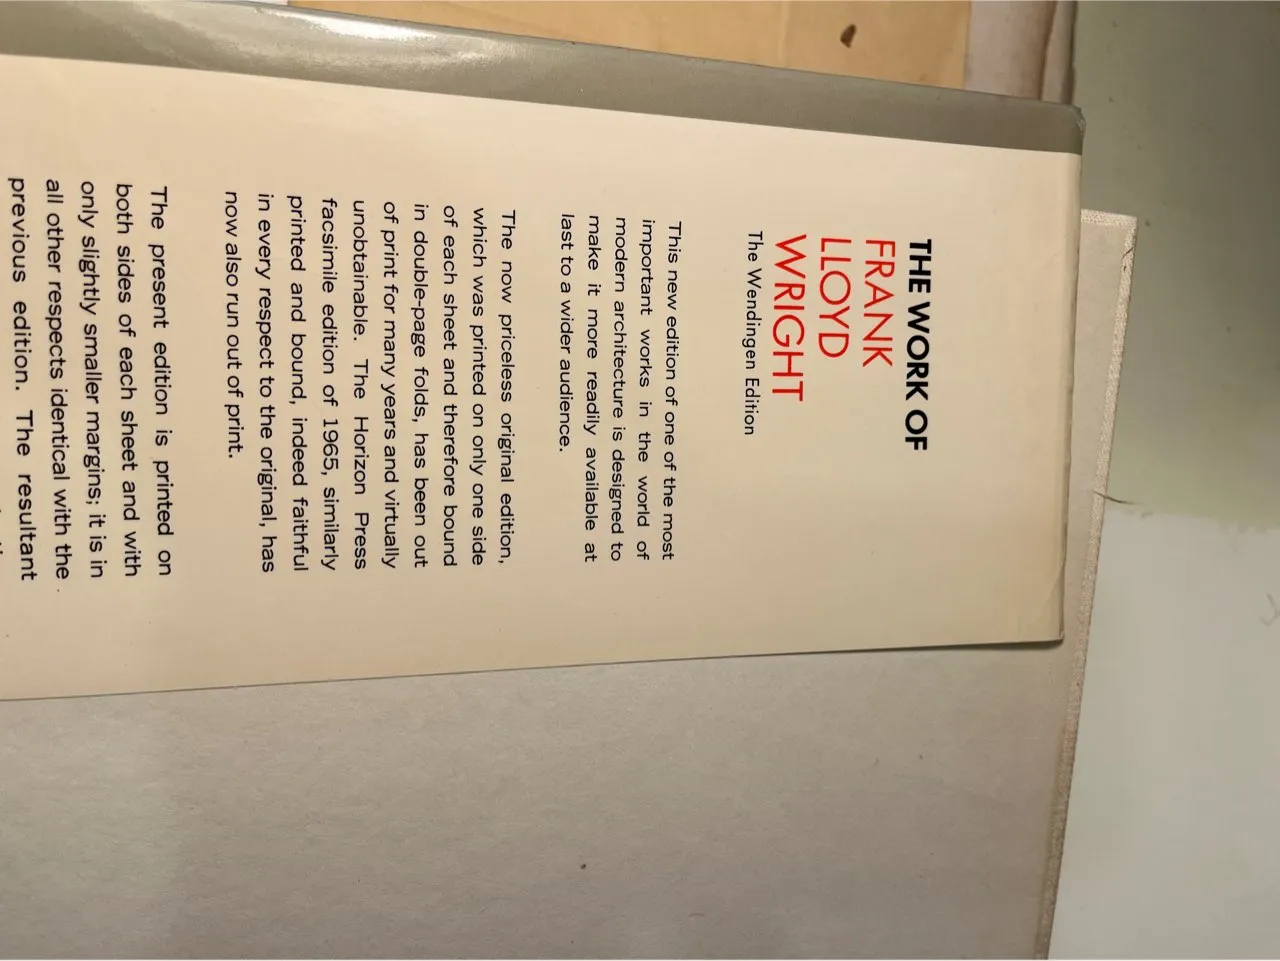 THE WORK OF
FRANK
LLOYD
WRIGHT
The Wendingen Edition
This new edition of one of the most
important works in the world of
modern architecture is designed to
make it more readily available at
last to a wider audience.
The now priceless original edition,
which was printed on only one side
of each sheet and therefore bound
in double-page folds, has been out
of print for many years and virtually
unobtainable. The Horizon Press
facsimile edition of 1965, similarly
printed and bound, indeed faithful
in every respect to the original, has
now also run out of print.
The present edition is printed on
both sides of each sheet and with
only slightly smaller margins; it is in
all other respects identical with the
previous edition. The resultant